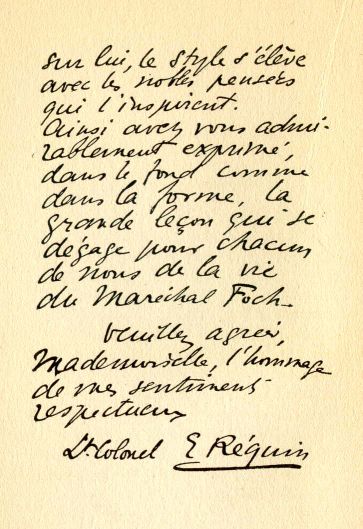 sur lui, le style s'élève
avec les nobles pensées
qui l'inspirent.
Ainsi avez vous admi-
rablement exprimé,
dans le fond comme
dans la forme, la
grande leçon qui se
dégage pour chacun
de nous de la vie
du Maréchal Foch.
Veuillez agréer,
Mademoiselle, l'hommage
de mes sentiments
respectueux
Lt. Colonel E Réquin